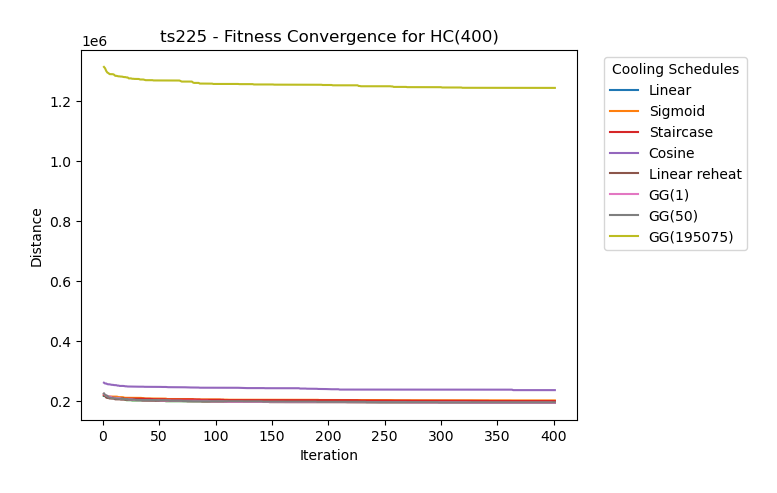 ts225 - Fitness Convergence for HC(400)
1e6
1.2
1.0
0.8
0.6
0.4
0.2
Distance
0 50 100 150 200 250 300 350 400
Iteration
Cooling Schedules
Linear
Sigmoid
Staircase
Cosine
Linear reheat
GG(1)
GG(50)
GG(195075)